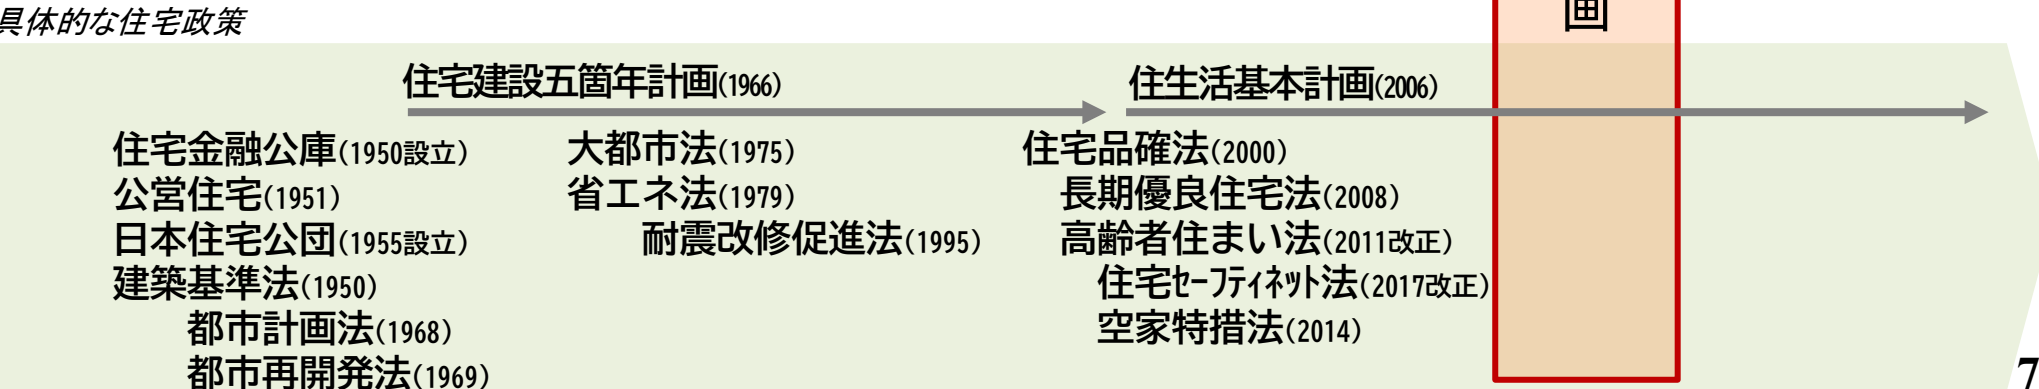 具体的な住宅政策
画
住宅建設五箇年計画(1966)
住生活基本計画(2006)
住宅金融公庫(1950設立)
公営住宅(1951)
日本住宅公団(1955設立)
建築基準法(1950)
都市計画法(1968)
都市再開発法(1969)
大都市法(1975)
省エネ法(1979)
耐震改修促進法(1995)
住宅品確法(2000)
長期優良住宅法(2008)
高齢者住まい法(2011改正)
住宅ｾｰﾌﾃｨﾈｯﾄ法(2017改正)
空家特措法(2014)
7